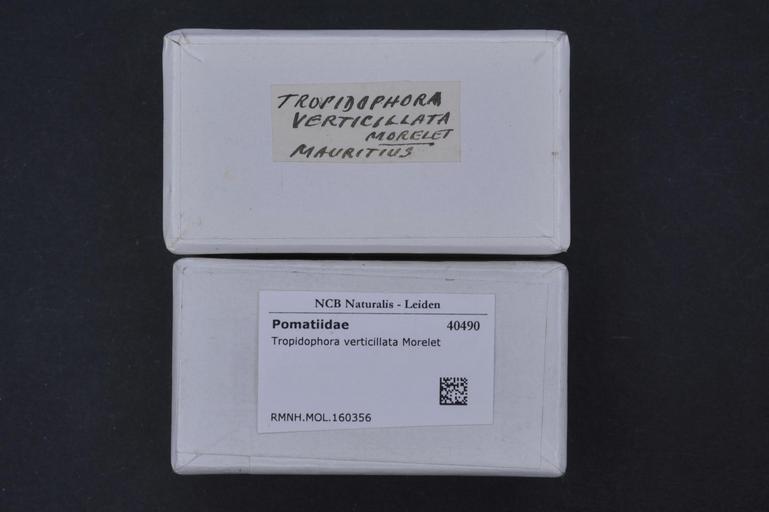 TROPIDOPHORA
VERTICILLATA
MORELET
MAURITIUS
NCB Naturalis - Leiden
Pomatiidae 40490
Tropidophora verticillata Morelet
RMNH.MOL.160356